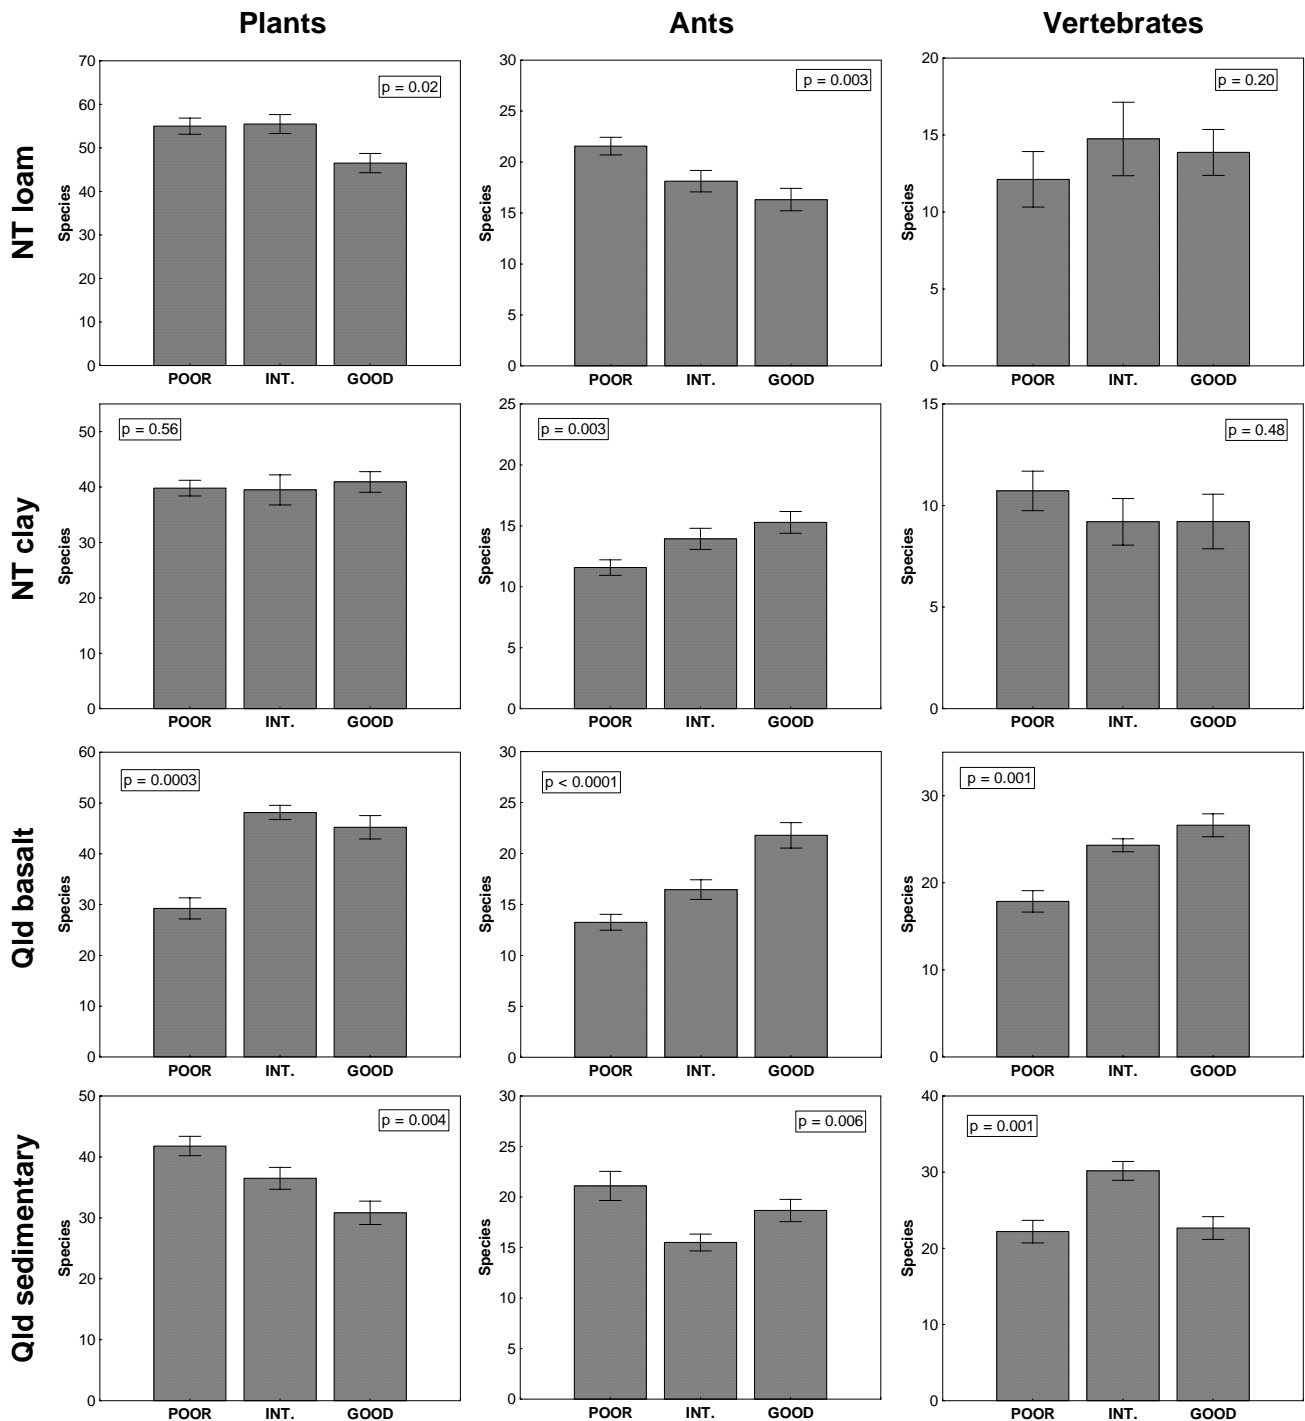 Plants Ants Vertebrates
NT loam
70
60
50
40
30
20
10
0
Species
p = 0.02
POOR INT. GOOD
30
25
20
15
10
5
0
Species
p = 0.003
POOR INT. GOOD
20
15
10
5
0
Species
p = 0.20
POOR INT. GOOD
NT clay
50
40
30
20
10
0
Species
p = 0.56
POOR INT. GOOD
25
20
15
10
5
0
Species
p = 0.003
POOR INT. GOOD
15
10
5
0
Species
p = 0.48
POOR INT. GOOD
Qld basalt
60
50
40
30
20
10
0
Species
p = 0.0003
POOR INT. GOOD
30
25
20
15
10
5
0
Species
p < 0.0001
POOR INT. GOOD
30
20
10
0
Species
p = 0.001
POOR INT. GOOD
Qld sedimentary
50
40
30
20
10
0
Species
p = 0.004
POOR INT. GOOD
30
25
20
15
10
5
0
Species
p = 0.006
POOR INT. GOOD
40
30
20
10
0
Species
p = 0.001
POOR INT. GOOD